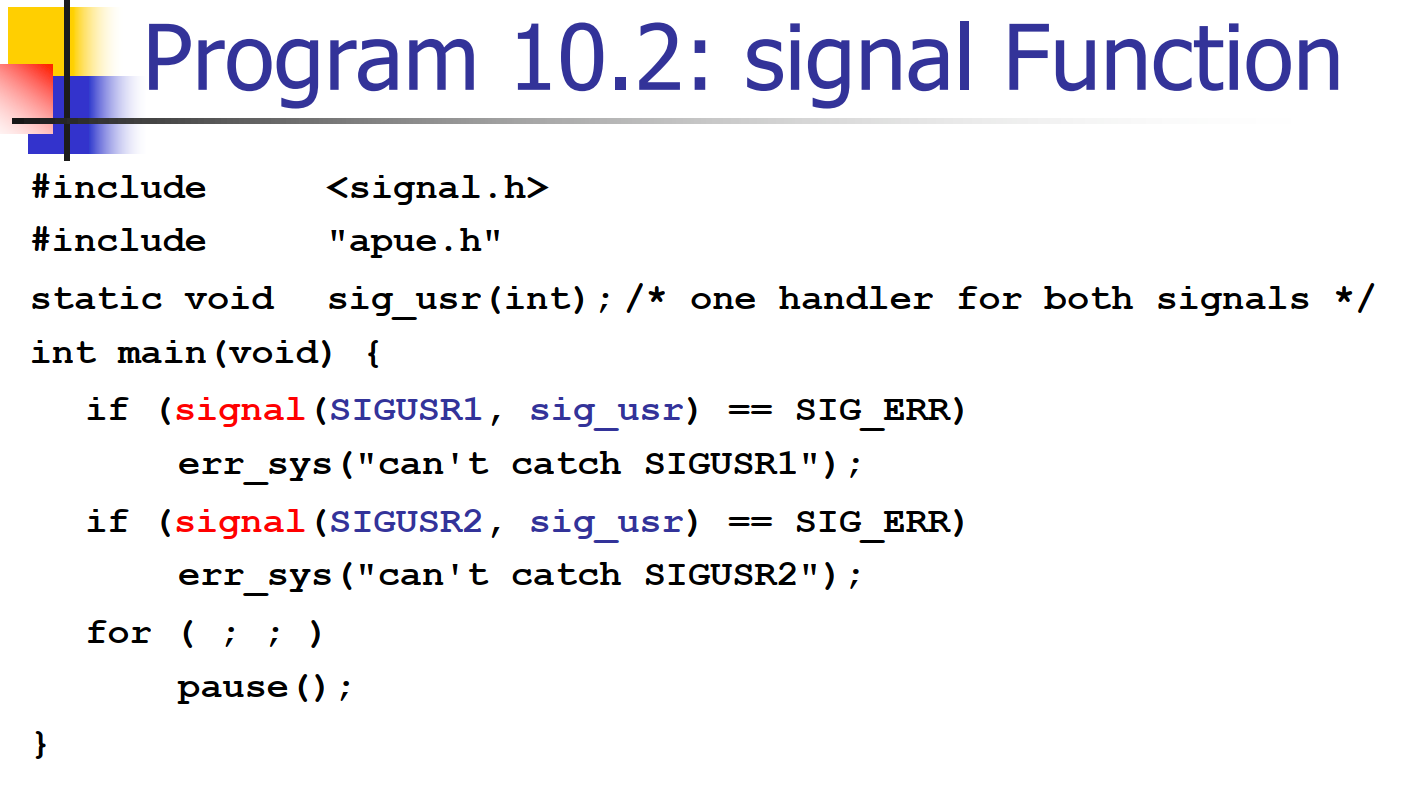 Program 10.2: signal Function
#include <signal.h>
#include "apue.h"
static void sig_usr(int); /* one handler for both signals */
int main(void) {
if (signal(SIGUSR1, sig_usr) == SIG_ERR)
err_sys("can't catch SIGUSR1");
if (signal(SIGUSR2, sig_usr) == SIG_ERR)
err_sys("can't catch SIGUSR2");
for ( ; ; )
pause();
}